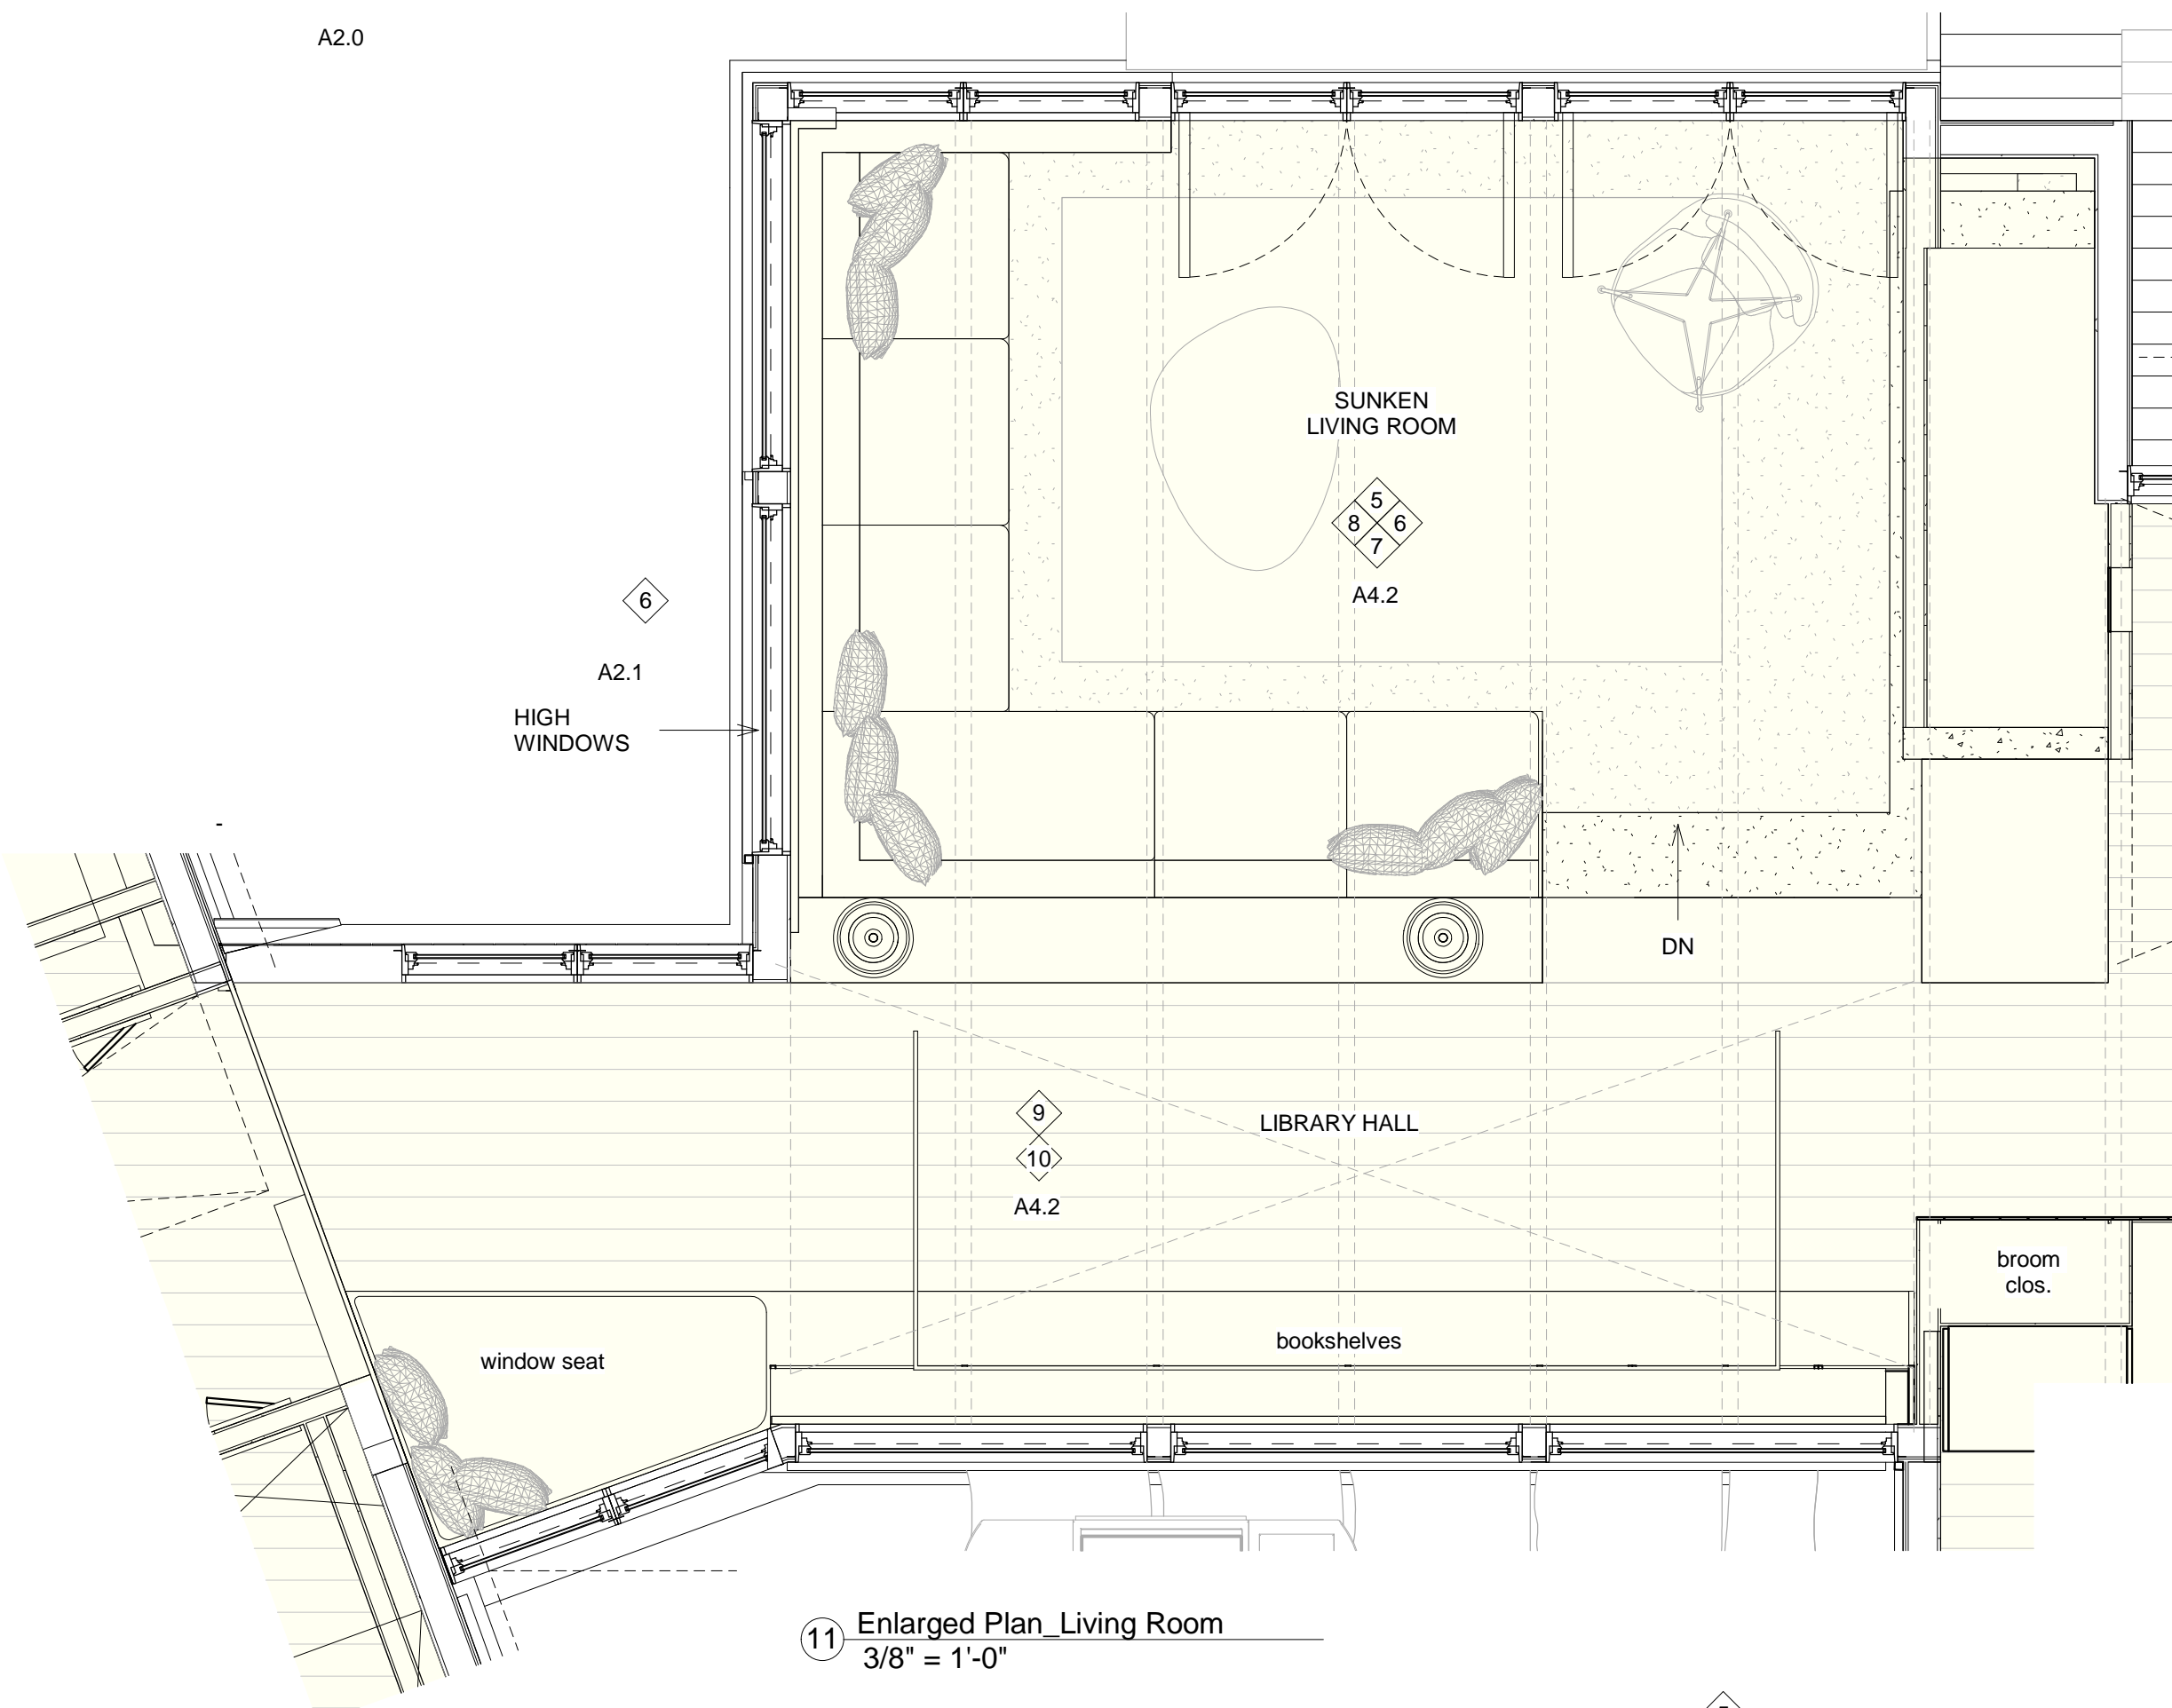 A2.0
SUNKEN
LIVING ROOM
5
8 6
7
A4.2
6
A2.1
HIGH
WINDOWS
-
DN
9
LIBRARY HALL
10
A4.2
broom
clos.
bookshelves
window seat
11 Enlarged Plan_Living Room
3/8" = 1'-0"